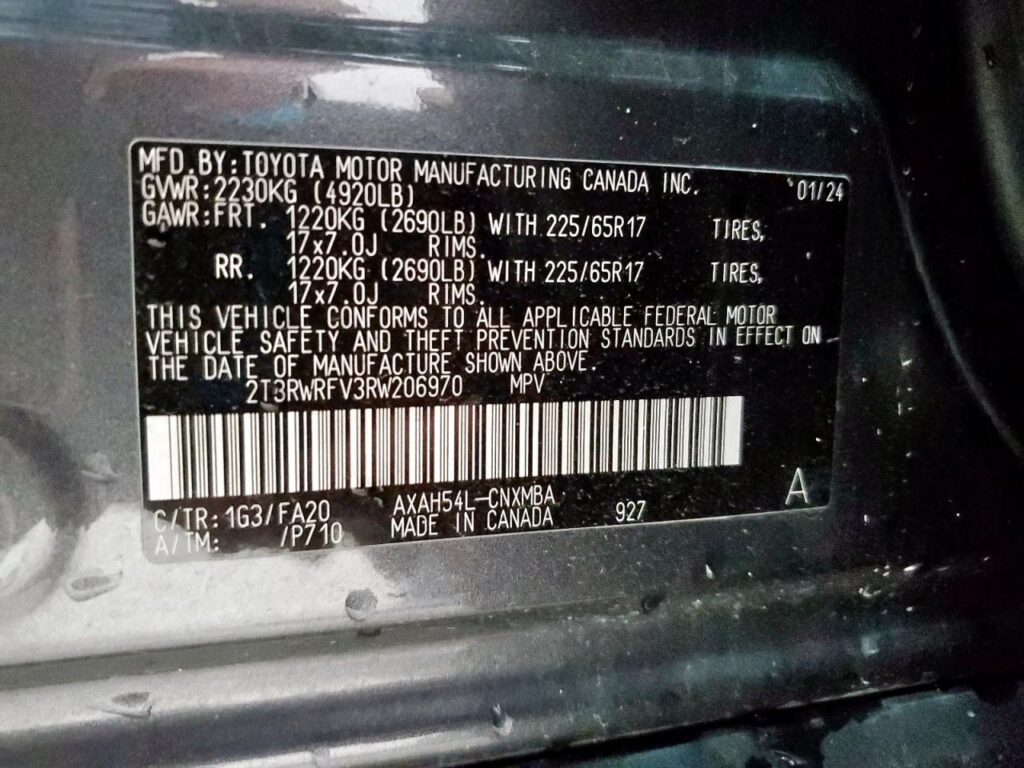 MFD.BY:TOYOTA MOTOR MANUFACTURING CANADA INC. 01/24
GVWR:2230KG (4920LB)
GAWR:FRT. 1220KG (2690LB) WITH 225/65R17 TIRES,
17x7.0J RIMS.
RR. 1220KG (2690LB) WITH 225/65R17 TIRES,
17x7.0J RIMS.
THIS VEHICLE CONFORMS TO ALL APPLICABLE FEDERAL MOTOR
VEHICLE SAFETY AND THEFT PREVENTION STANDARDS IN EFFECT ON
THE DATE OF MANUFACTURE SHOWN ABOVE.
2T3RWRFV3RW206970 MPV
C/TR:1G3/FA20 AXAH54L-CNXMBA A
A/TM: /P710 MADE IN CANADA 927